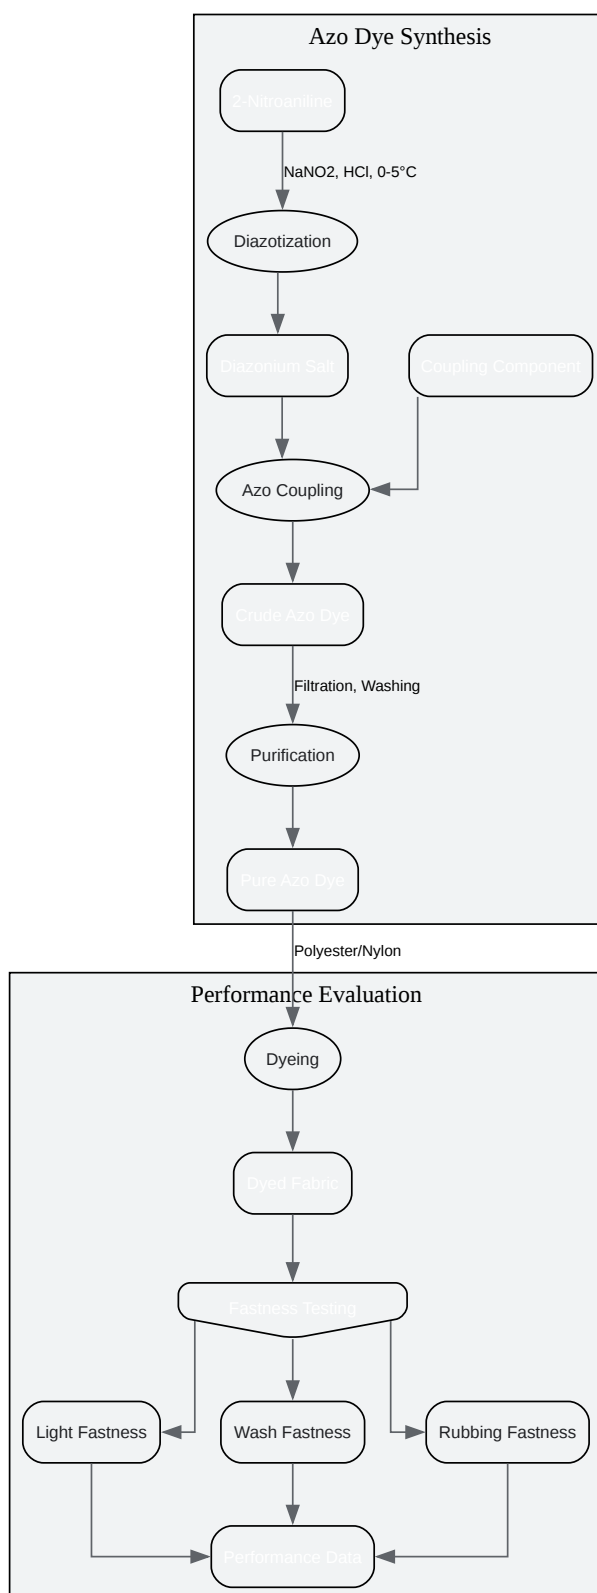 Azo Dye Synthesis
2-Nitroaniline
NaNO2, HCl, 0-5°C
Diazotization
Diazonium Salt
Coupling Component
Azo Coupling
Crude Azo Dye
Filtration, Washing
Purification
Pure Azo Dye
Polyester/Nylon
Performance Evaluation
Dyeing
Dyed Fabric
Fastness Testing
Light Fastness
Wash Fastness
Rubbing Fastness
Performance Data